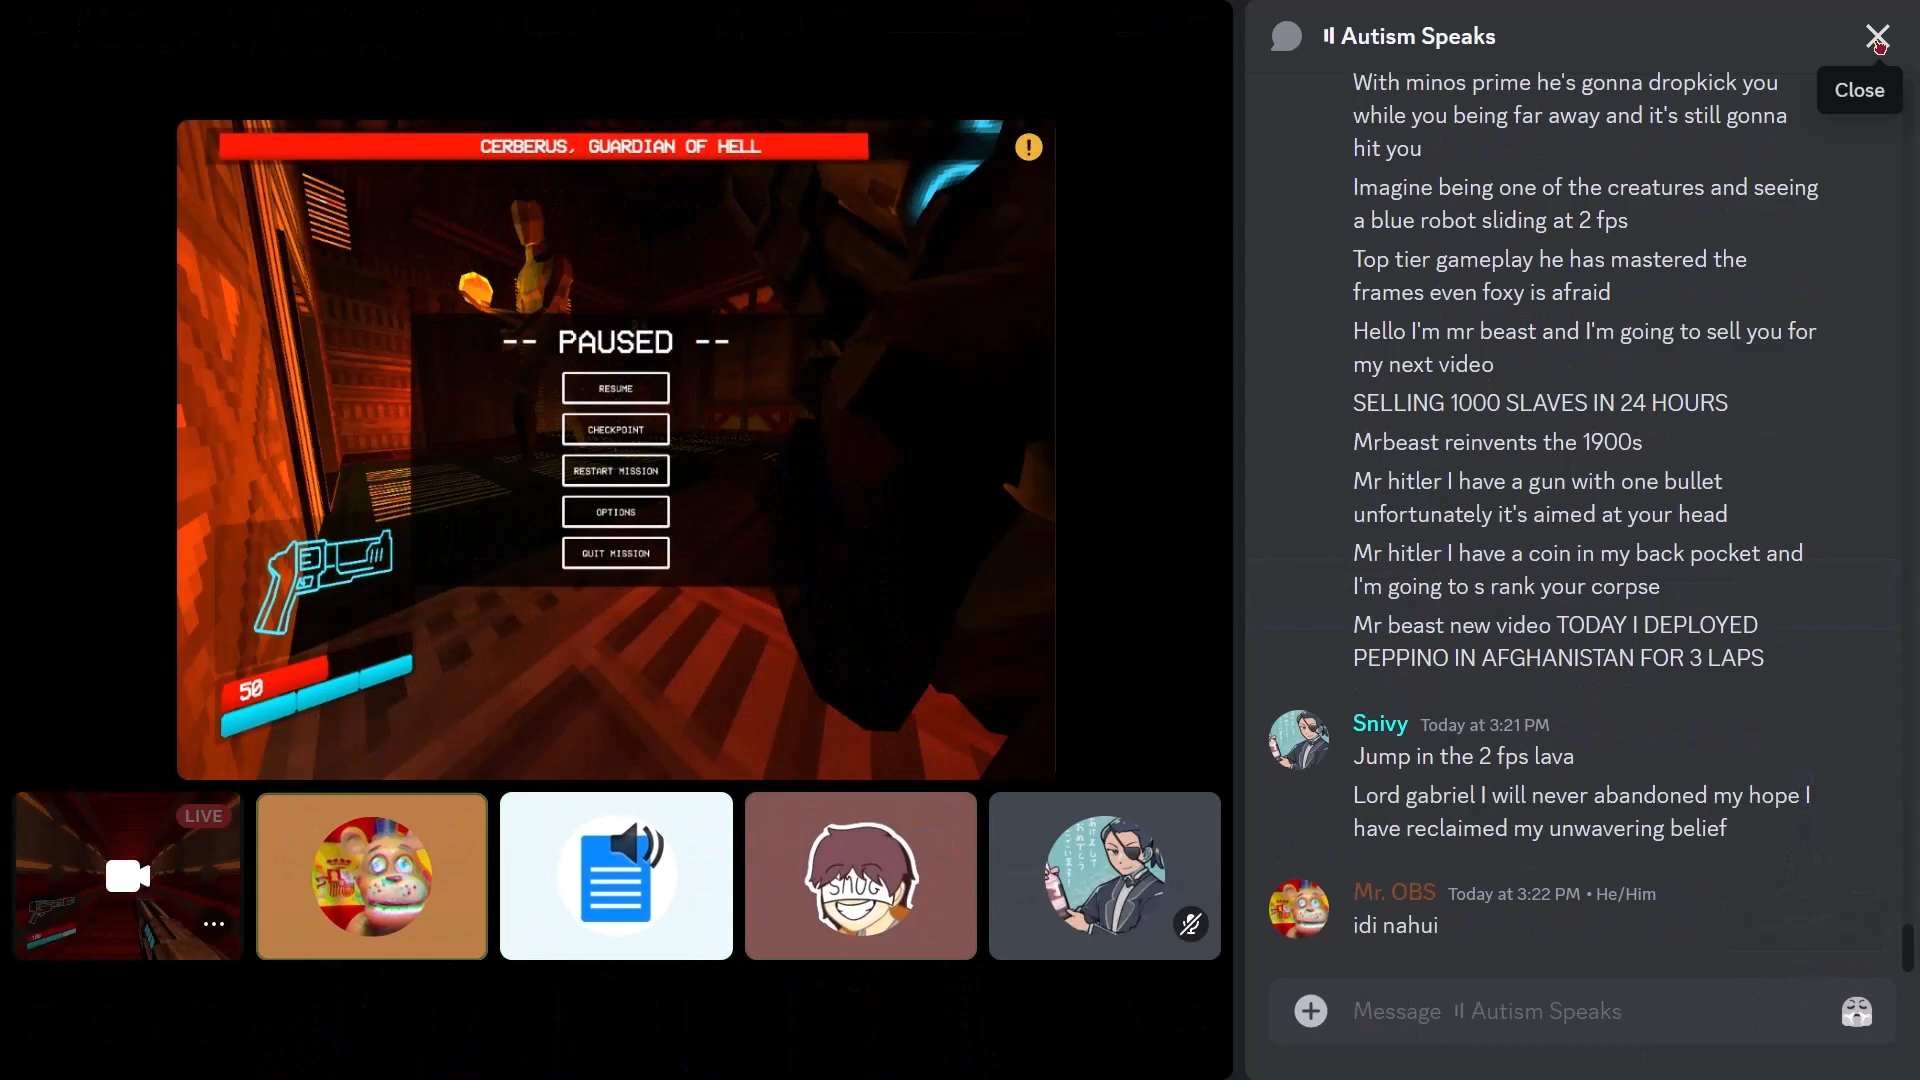 CERBERUS, GUARDIAN OF HELL
!
-- PAUSED --
RESUME
CHECKPOINT
RESTART MISSION
OPTIONS
QUIT MISSION
50
LIVE
SMUG
Autism Speaks
Close
With minos prime he's gonna dropkick you
while you being far away and it's still gonna
hit you
Imagine being one of the creatures and seeing
a blue robot sliding at 2 fps
Top tier gameplay he has mastered the
frames even foxy is afraid
Hello I'm mr beast and I'm going to sell you for
my next video
SELLING 1000 SLAVES IN 24 HOURS
Mrbeast reinvents the 1900s
Mr hitler I have a gun with one bullet
unfortunately it's aimed at your head
Mr hitler I have a coin in my back pocket and
I'm going to s rank your corpse
Mr beast new video TODAY I DEPLOYED
PEPPINO IN AFGHANISTAN FOR 3 LAPS
Snivy Today at 3:21 PM
Jump in the 2 fps lava
Lord gabriel I will never abandoned my hope I
have reclaimed my unwavering belief
Mr. OBS Today at 3:22 PM • He/Him
idi nahui
Message Autism Speaks